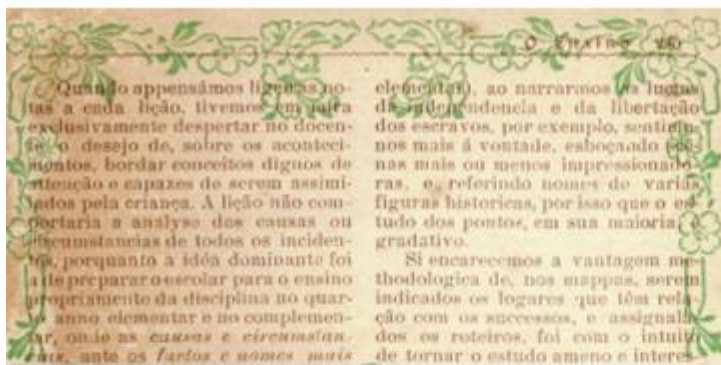 O Ensino
Quando appensámos ligeiras no-
tas a cada lição, tivemos em mira
exclusivamente despertar no docen-
te o desejo de, sobre os aconteci-
mentos, bordar conceitos dignos de
attenção e capazes de serem assimi-
lados pela criança. A lição não com-
portaria a analyse das causas ou
circumstancias de todos os inciden-
tes, porquanto a idéa dominante foi
a de preparar o escolar para o ensino
propriamente da disciplina no quar-
to anno elementar e no complemen-
tar, onde as causas e circumstan-
cias, ante os factos e nomes mais
elementar), ao narrarmos as luctas
da independencia e da libertação
dos escravos, por exemplo, sentimo-
nos mais á vontade, esboçando sce-
nas mais ou menos impressionado-
ras, e referindo nomes de varias
figuras historicas, por isso que o es-
tudo dos pontos, em sua maioria, é
gradativo.
Si encarecemos a vantagem me-
thodologica de, nos mappas, serem
indicados os logares que têm rela-
ção com os successos, e assignala-
dos os roteiros, foi com o intuito
de tornar o estudo ameno e interes-